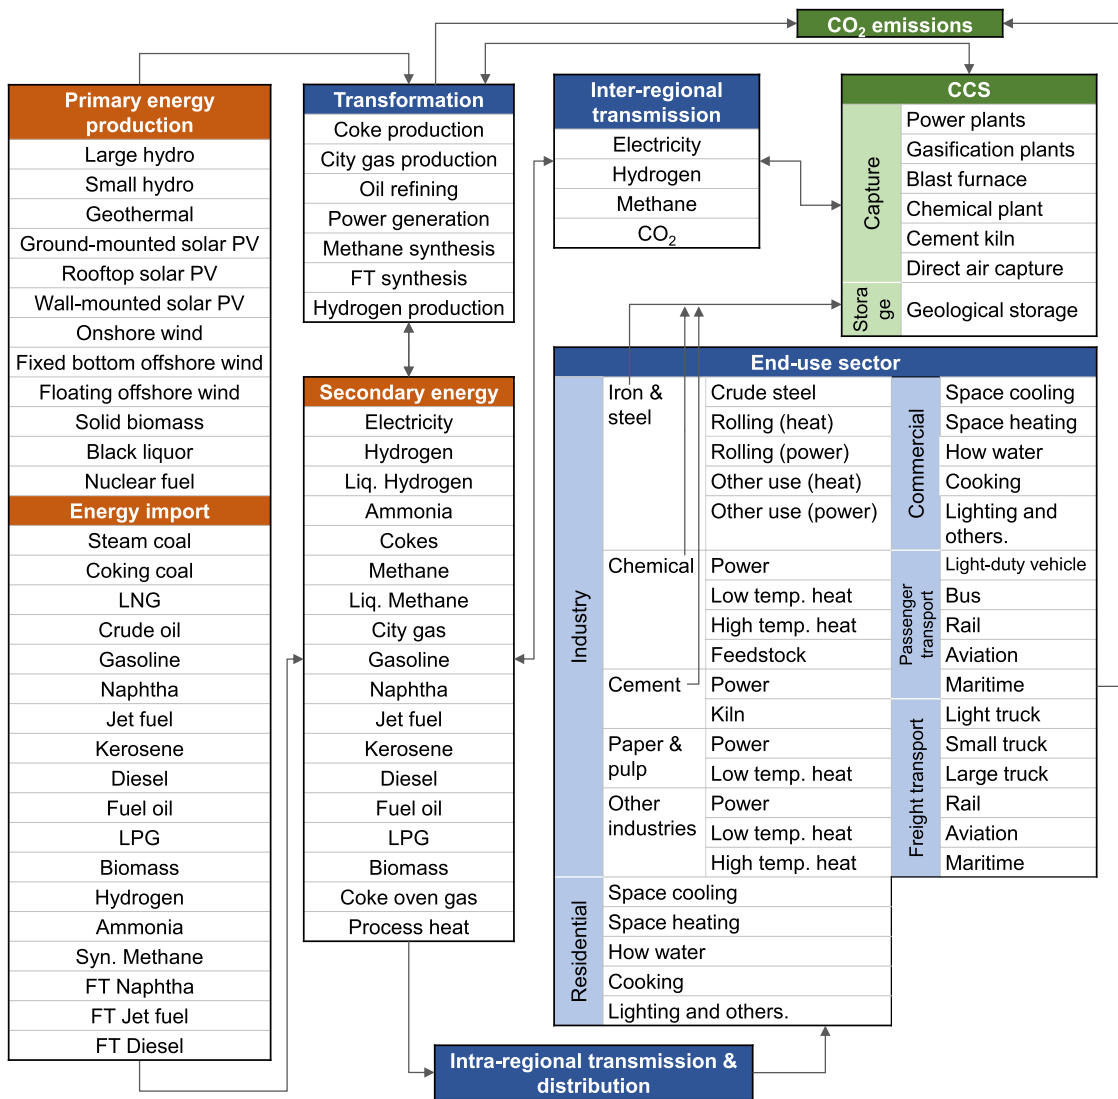 CO₂ emissions
Primary energy
production
Large hydro
Small hydro
Geothermal
Ground-mounted solar PV
Rooftop solar PV
Wall-mounted solar PV
Onshore wind
Fixed bottom offshore wind
Floating offshore wind
Solid biomass
Black liquor
Nuclear fuel
Energy import
Steam coal
Coking coal
LNG
Crude oil
Gasoline
Naphtha
Jet fuel
Kerosene
Diesel
Fuel oil
LPG
Biomass
Hydrogen
Ammonia
Syn. Methane
FT Naphtha
FT Jet fuel
FT Diesel
Transformation
Coke production
City gas production
Oil refining
Power generation
Methane synthesis
FT synthesis
Hydrogen production
Secondary energy
Electricity
Hydrogen
Liq. Hydrogen
Ammonia
Cokes
Methane
Liq. Methane
City gas
Gasoline
Naphtha
Jet fuel
Kerosene
Diesel
Fuel oil
LPG
Biomass
Coke oven gas
Process heat
Inter-regional
transmission
Electricity
Hydrogen
Methane
CO₂
CCS
Capture
Power plants
Gasification plants
Blast furnace
Chemical plant
Cement kiln
Direct air capture
Stora
ge
Geological storage
End-use sector
Industry
Iron &
steel
Crude steel
Rolling (heat)
Rolling (power)
Other use (heat)
Other use (power)
Chemical
Power
Low temp. heat
High temp. heat
Feedstock
Cement
Power
Kiln
Paper &
pulp
Power
Low temp. heat
Other
industries
Power
Low temp. heat
High temp. heat
Commercial
Space cooling
Space heating
How water
Cooking
Lighting and
others.
Passenger
transport
Light-duty vehicle
Bus
Rail
Aviation
Maritime
Freight transport
Light truck
Small truck
Large truck
Rail
Aviation
Maritime
Residential
Space cooling
Space heating
How water
Cooking
Lighting and others.
Intra-regional transmission &
distribution